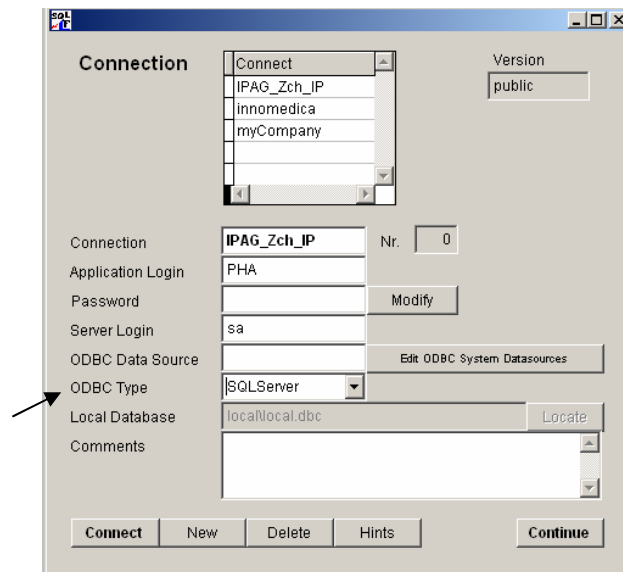 SQL
F
Connection
Connect
IPAG_Zch_IP
innomedica
myCompany
Version
public
Connection IPAG_Zch_IP Nr. 0
Application Login PHA
Password Modify
Server Login sa
ODBC Data Source Edit ODBC System Datasources
ODBC Type SQLServer
Local Database local\local.dbc Locate
Comments
Connect New Delete Hints Continue